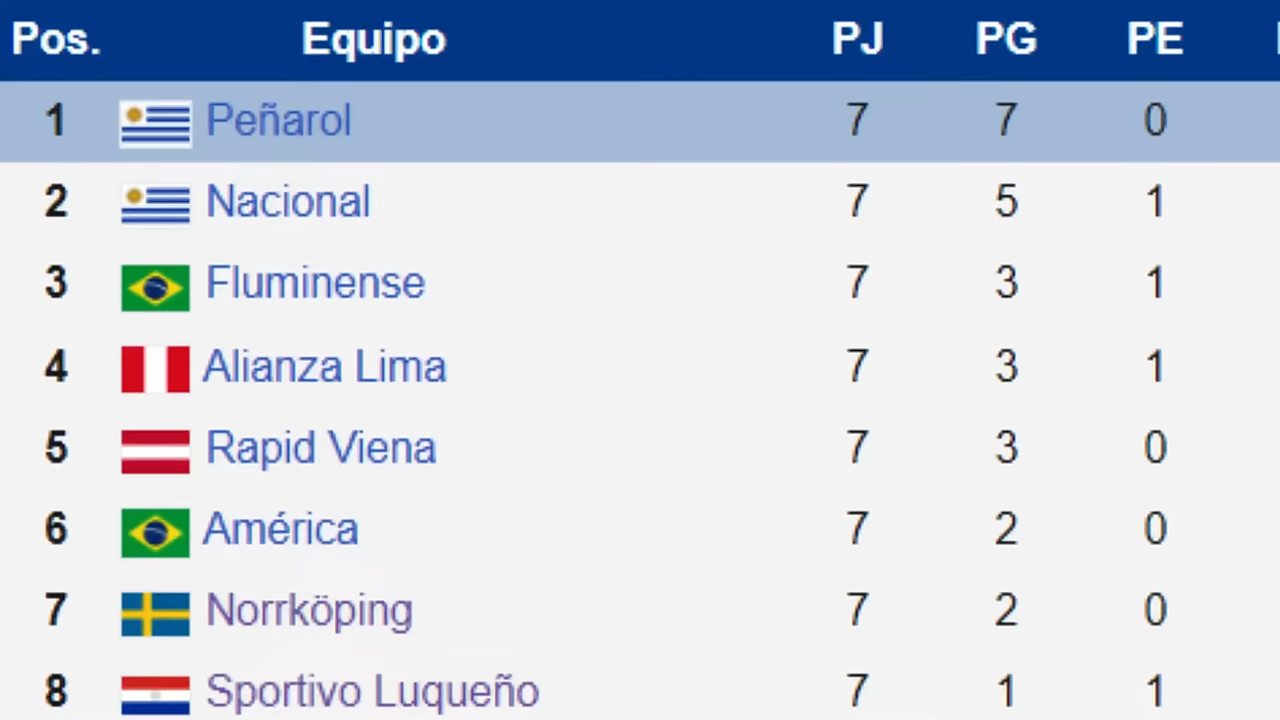 Pos. Equipo PJ PG PE
1 Peñarol 7 7 0
2 Nacional 7 5 1
3 Fluminense 7 3 1
4 Alianza Lima 7 3 1
5 Rapid Viena 7 3 0
6 América 7 2 0
7 Norrköping 7 2 0
8 Sportivo Luqueño 7 1 1